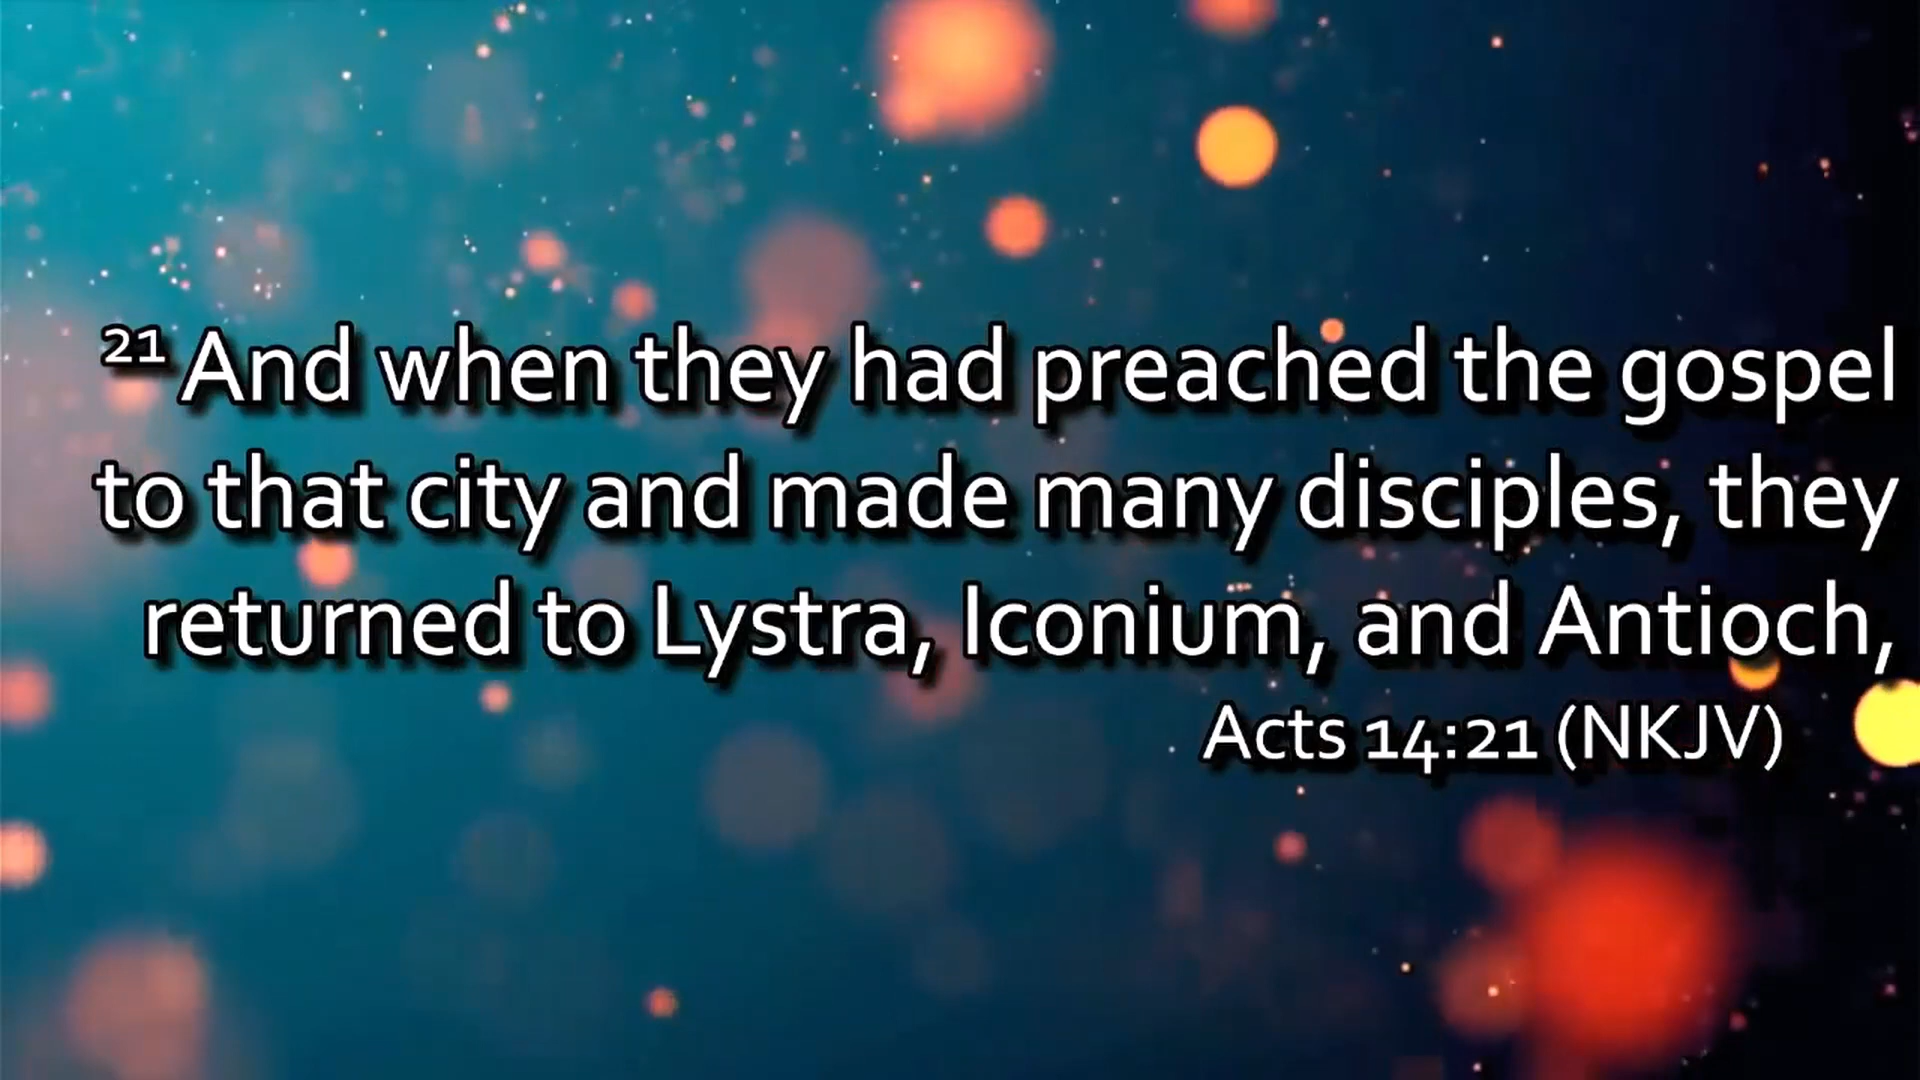 ²¹ And when they had preached the gospel
to that city and made many disciples, they
returned to Lystra, Iconium, and Antioch,
Acts 14:21 (NKJV)